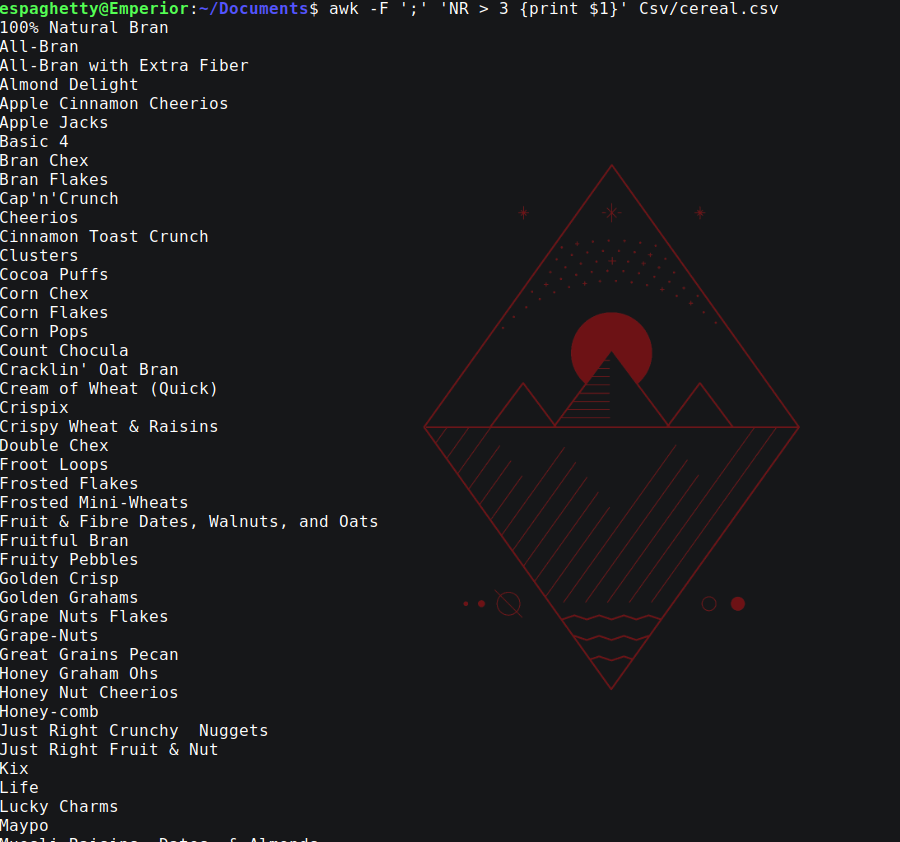 espaghetty@Emperior:~/Documents$ awk -F ';' 'NR > 3 {print $1}' Csv/cereal.csv
100% Natural Bran
All-Bran
All-Bran with Extra Fiber
Almond Delight
Apple Cinnamon Cheerios
Apple Jacks
Basic 4
Bran Chex
Bran Flakes
Cap'n'Crunch
Cheerios
Cinnamon Toast Crunch
Clusters
Cocoa Puffs
Corn Chex
Corn Flakes
Corn Pops
Count Chocula
Cracklin' Oat Bran
Cream of Wheat (Quick)
Crispix
Crispy Wheat & Raisins
Double Chex
Froot Loops
Frosted Flakes
Frosted Mini-Wheats
Fruit & Fibre Dates, Walnuts, and Oats
Fruitful Bran
Fruity Pebbles
Golden Crisp
Golden Grahams
Grape Nuts Flakes
Grape-Nuts
Great Grains Pecan
Honey Graham Ohs
Honey Nut Cheerios
Honey-comb
Just Right Crunchy  Nuggets
Just Right Fruit & Nut
Kix
Life
Lucky Charms
Maypo